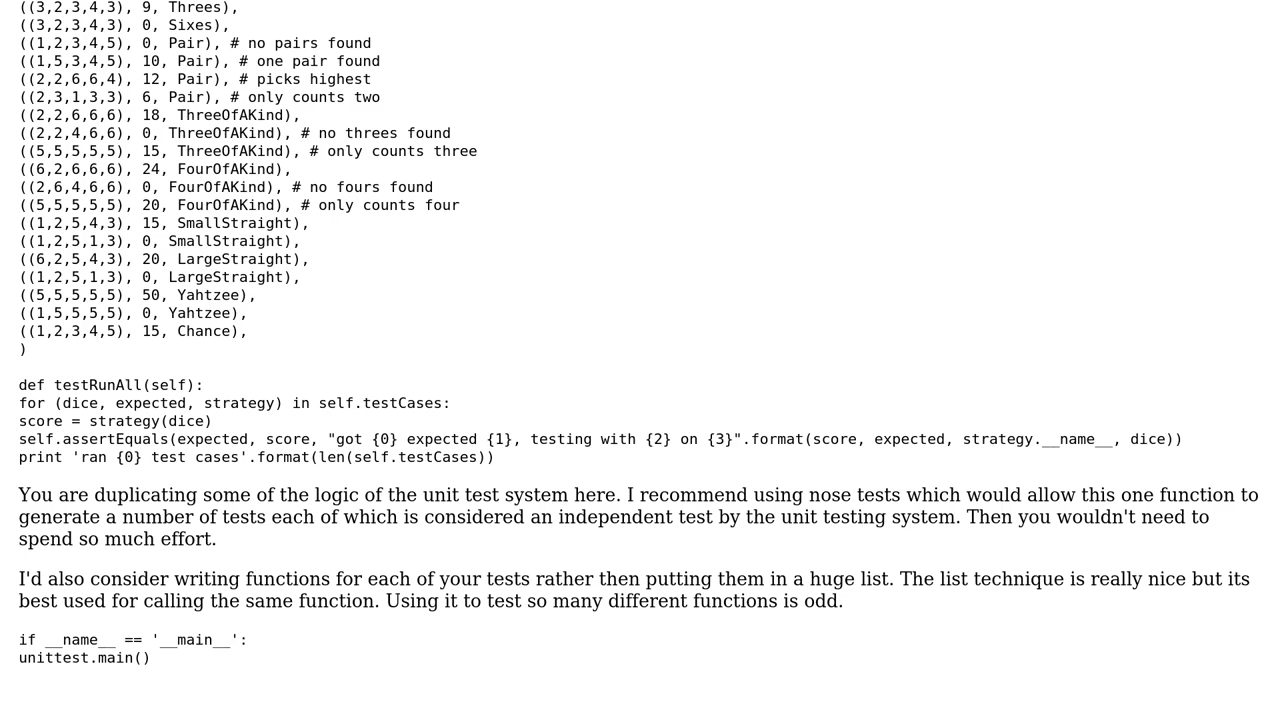 ((3,2,3,4,3), 9, Threes),
((3,2,3,4,3), 0, Sixes),
((1,2,3,4,5), 0, Pair), # no pairs found
((1,5,3,4,5), 10, Pair), # one pair found
((2,2,6,6,4), 12, Pair), # picks highest
((2,3,1,3,3), 6, Pair), # only counts two
((2,2,6,6,6), 18, ThreeOfAKind),
((2,2,4,6,6), 0, ThreeOfAKind), # no threes found
((5,5,5,5,5), 15, ThreeOfAKind), # only counts three
((6,2,6,6,6), 24, FourOfAKind),
((2,6,4,6,6), 0, FourOfAKind), # no fours found
((5,5,5,5,5), 20, FourOfAKind), # only counts four
((1,2,5,4,3), 15, SmallStraight),
((1,2,5,1,3), 0, SmallStraight),
((6,2,5,4,3), 20, LargeStraight),
((1,2,5,1,3), 0, LargeStraight),
((5,5,5,5,5), 50, Yahtzee),
((1,5,5,5,5), 0, Yahtzee),
((1,2,3,4,5), 15, Chance),
)
def testRunAll(self):
for (dice, expected, strategy) in self.testCases:
score = strategy(dice)
self.assertEquals(expected, score, "got {0} expected {1}, testing with {2} on {3}".format(score, expected, strategy.__name__, dice))
print 'ran {0} test cases'.format(len(self.testCases))
You are duplicating some of the logic of the unit test system here. I recommend using nose tests which would allow this one function to
generate a number of tests each of which is considered an independent test by the unit testing system. Then you wouldn't need to
spend so much effort.
I'd also consider writing functions for each of your tests rather then putting them in a huge list. The list technique is really nice but its
best used for calling the same function. Using it to test so many different functions is odd.
if __name__ == '__main__':
unittest.main()